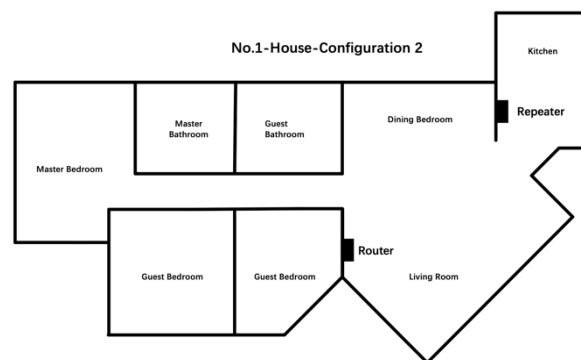 No.1-House-Configuration 2
Kitchen
Repeater
Master
Bathroom
Guest
Bathroom
Dining Bedroom
Master Bedroom
Guest Bedroom
Guest Bedroom
Router
Living Room